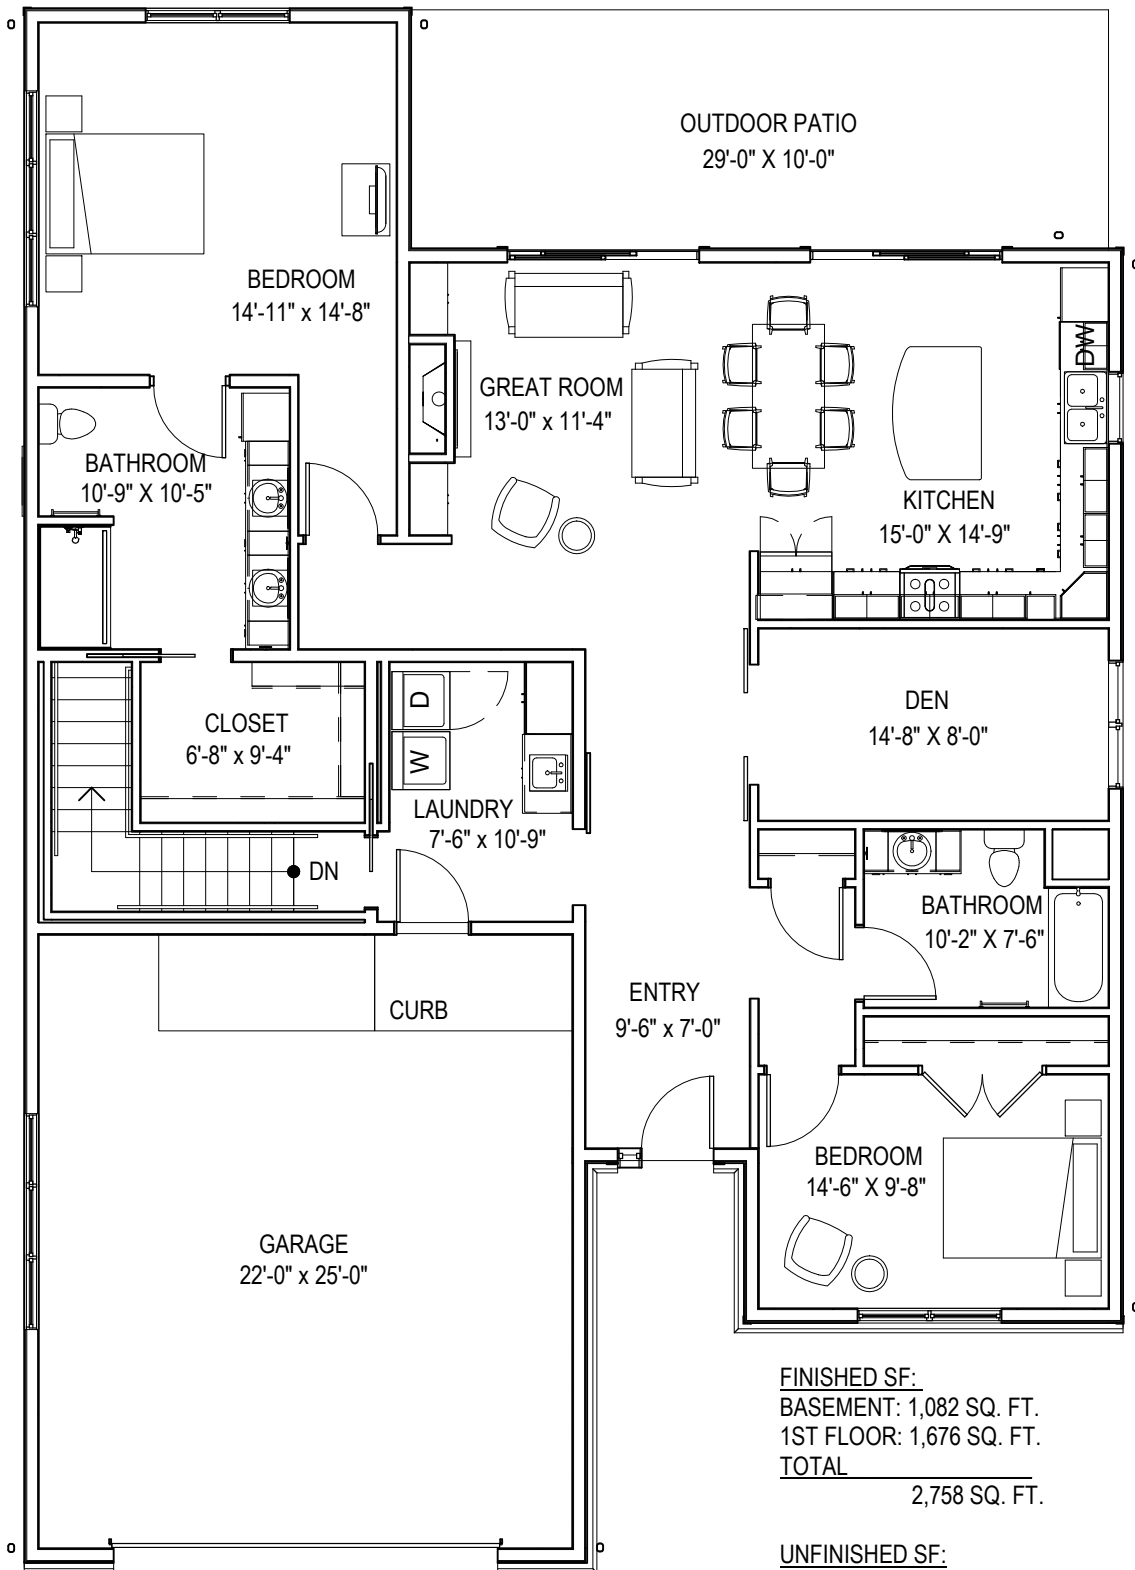 OUTDOOR PATIO
29'-0" X 10'-0"
BEDROOM
14'-11" x 14'-8"
GREAT ROOM
13'-0" x 11'-4"
DW
BATHROOM
10'-9" X 10'-5"
KITCHEN
15'-0" X 14'-9"
CLOSET
6'-8" x 9'-4"
D
W
LAUNDRY
7'-6" x 10'-9"
DEN
14'-8" X 8'-0"
DN
BATHROOM
10'-2" X 7'-6"
ENTRY
9'-6" x 7'-0"
CURB
BEDROOM
14'-6" X 9'-8"
GARAGE
22'-0" x 25'-0"
FINISHED SF:
BASEMENT: 1,082 SQ. FT.
1ST FLOOR: 1,676 SQ. FT.
TOTAL
2,758 SQ. FT.
UNFINISHED SF: